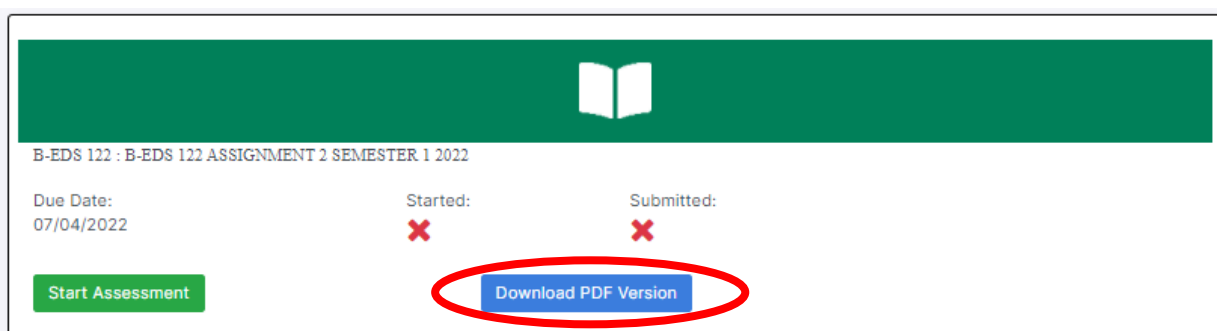 B-EDS 122 : B-EDS 122 ASSIGNMENT 2 SEMESTER 1 2022
Due Date:
07/04/2022
Started:
Submitted:
Start Assessment
Download PDF Version